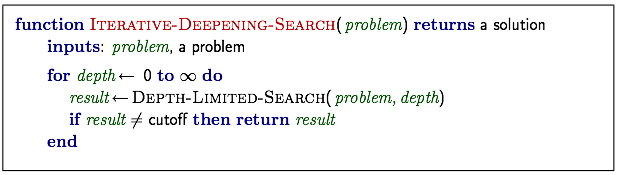 function ITERATIVE-DEEPENING-SEARCH( problem) returns a solution
inputs: problem, a problem
for depth ← 0 to ∞ do
result ← DEPTH-LIMITED-SEARCH( problem, depth)
if result ≠ cutoff then return result
end